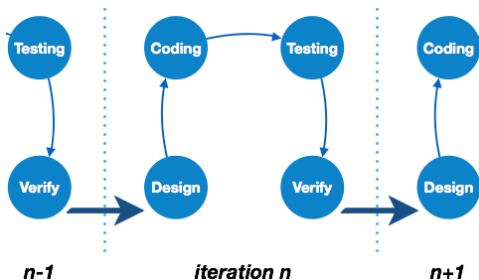 Testing
Coding
Testing
Coding
Verify
Design
Verify
Design
n-1
iteration n
n+1